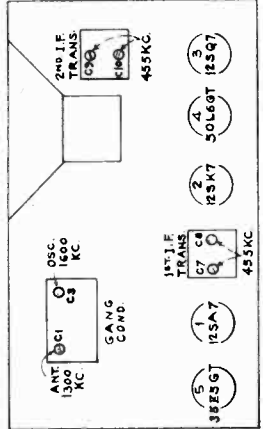 ANT.
1300
KC.
C1
OSC.
1600
KC.
C3
GANG
COND.
2ND I.F.
TRANS.
C9
C10
455KC.
1ST. I.F.
TRANS.
C7
C8
455KC.
5
35Z5GT
1
12SA7
2
12SK7
4
50L6GT
3
12SQ7